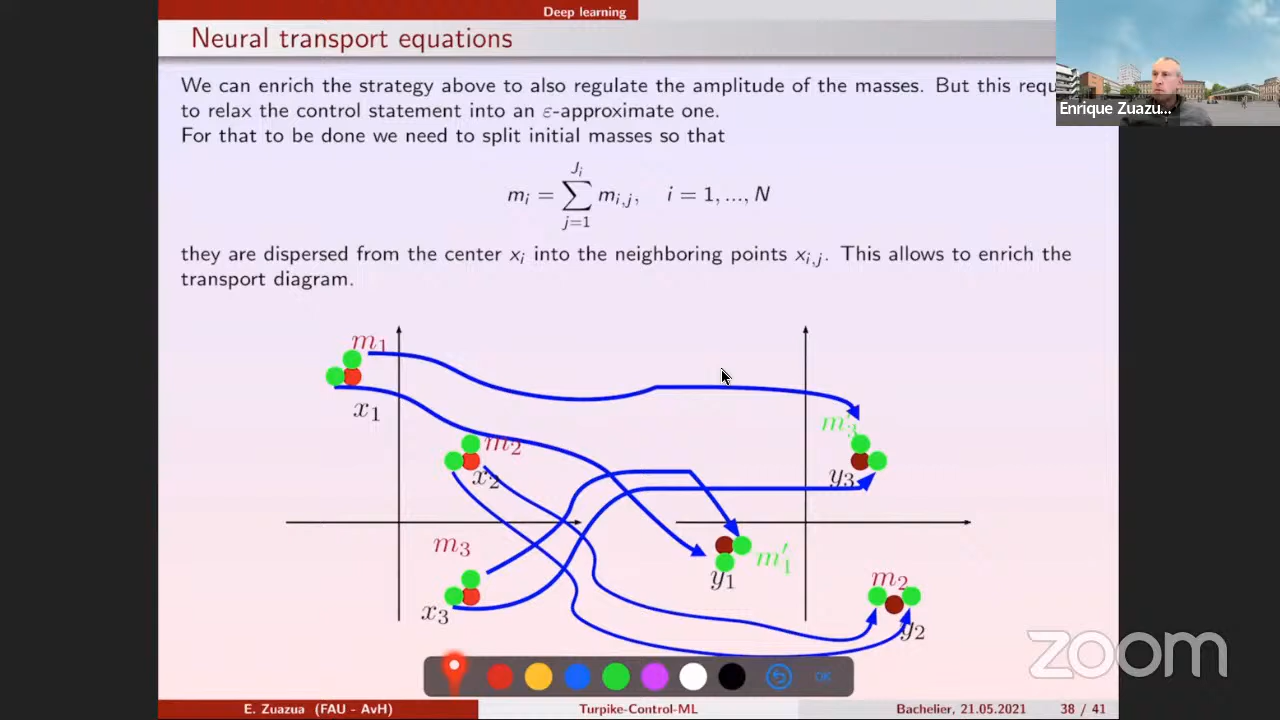 Deep learning
Neural transport equations
Enrique Zuazu...
We can enrich the strategy above to also regulate the amplitude of the masses. But this requ
to relax the control statement into an ε-approximate one.
For that to be done we need to split initial masses so that
m_i = \sum_{j=1}^{J_i} m_{i,j}, i = 1, ..., N
they are dispersed from the center x_i into the neighboring points x_{i,j}. This allows to enrich the
transport diagram.
m_1
x_1
m'_3
m_2
x_2
y_3
m_3
m'_1
y_1
m_2
x_3
y_2
zoom
OK
E. Zuazua (FAU - AvH)
Turpike-Control-ML
Bachelier, 21.05.2021
38 / 41